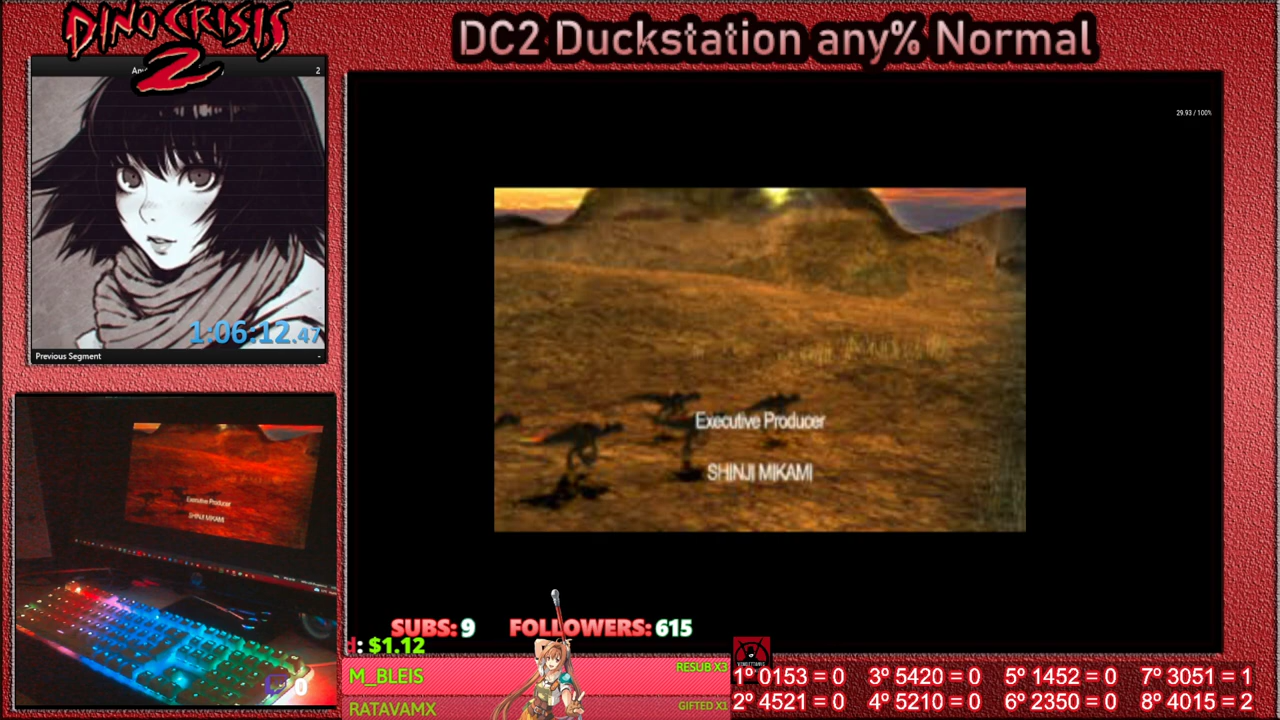 DINO CRISIS
2
DC2 Duckstation any% Normal
2
29.93 / 100%
1:06:12.47
Previous Segment
-
Executive Producer
SHINJI MIKAMI
Executive Producer
SHINJI MIKAMI
0
SUBS: 9 FOLLOWERS: 615
: $1.12
M_BLEIS RESUB X3
RATAVAMX GIFTED X1
1º 0153 = 0 3º 5420 = 0 5º 1452 = 0 7º 3051 = 1
2º 4521 = 0 4º 5210 = 0 6º 2350 = 0 8º 4015 = 2